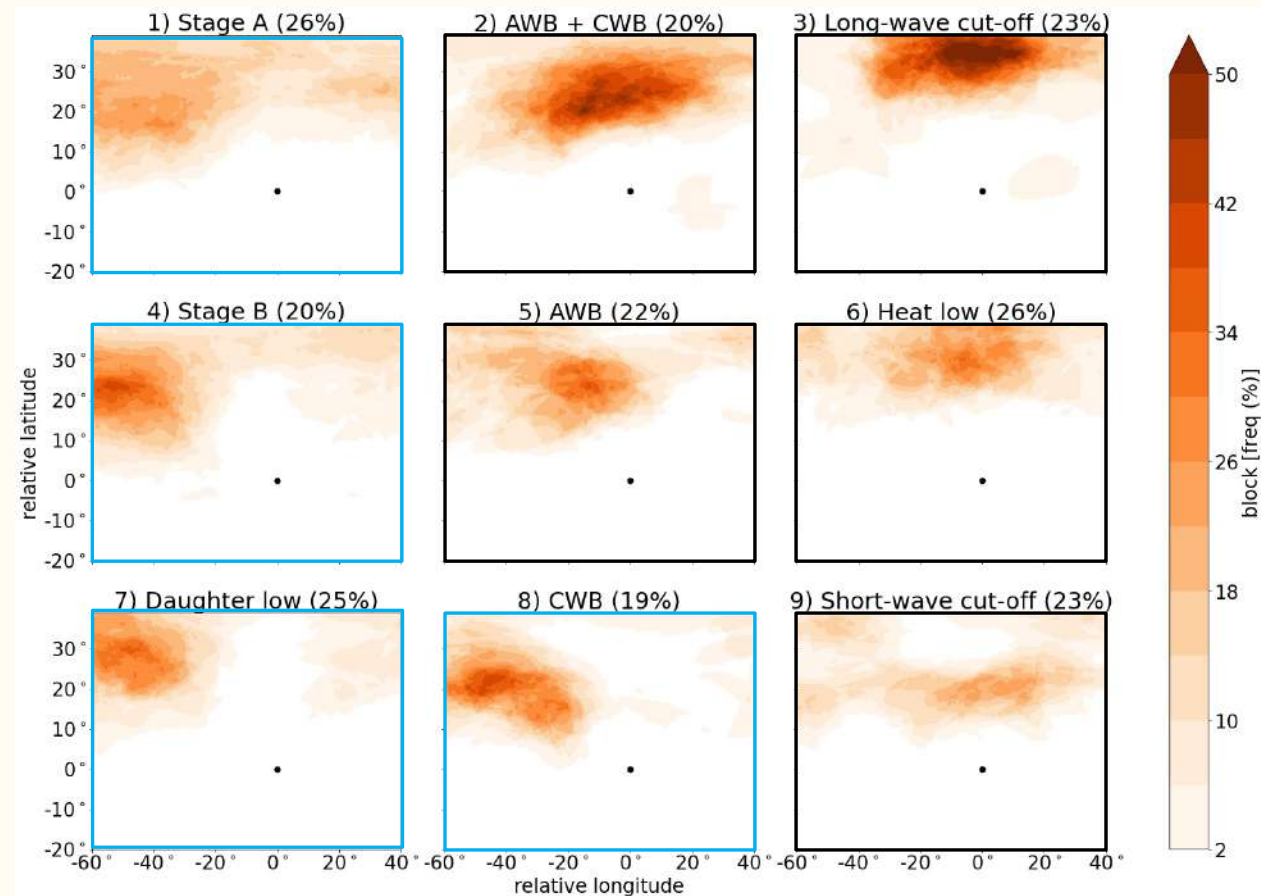 1) Stage A (26%)
2) AWB + CWB (20%)
3) Long-wave cut-off (23%)
30°
20°
10°
0°
-10°
-20°
4) Stage B (20%)
5) AWB (22%)
6) Heat low (26%)
30°
20°
10°
0°
-10°
-20°
7) Daughter low (25%)
8) CWB (19%)
9) Short-wave cut-off (23%)
30°
20°
10°
0°
-10°
-20°
-60° -40° -20° 0° 20° 40°
-60° -40° -20° 0° 20° 40°
-60° -40° -20° 0° 20° 40°
relative longitude
relative latitude
50
42
34
26
18
10
2
block [freq (%)]